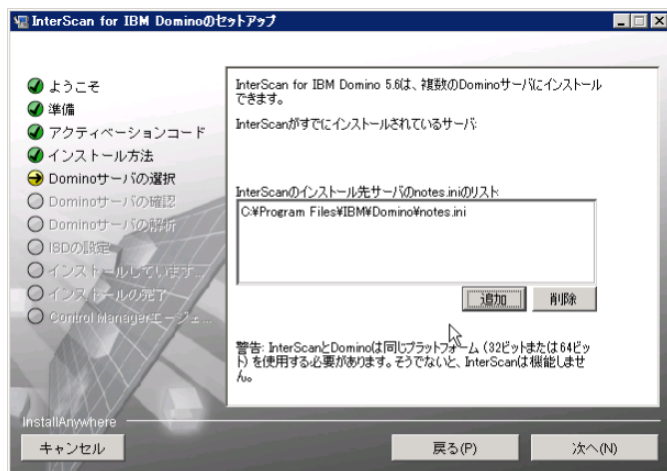 InterScan for IBM Dominoのセットアップ
ようこそ
準備
アクティベーションコード
インストール方法
Dominoサーバの選択
Dominoサーバの確認
Dominoサーバの解析
ISDの設定
インストールしています...
インストールの完了
Control Managerエージェ...
InterScan for IBM Domino 5.6は、複数のDominoサーバにインストール
できます。
InterScanがすでにインストールされているサーバ:
InterScanのインストール先サーバのnotes.iniのリスト:
C:¥Program Files¥IBM¥Domino¥notes.ini
追加
削除
警告: InterScanとDominoは同じプラットフォーム (32ビットまたは64ビッ
ト) を使用する必要があります。そうでないと、InterScanは機能しませ
ん。
InstallAnywhere
キャンセル
戻る(P)
次へ(N)